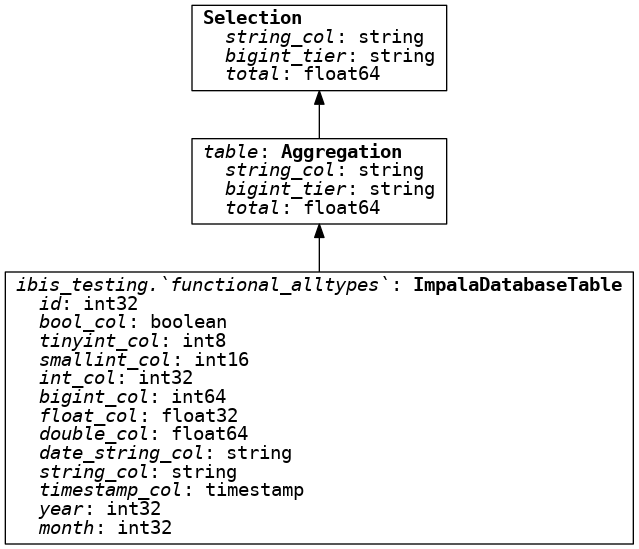 Selection
string_col: string
bigint_tier: string
total: float64
table: Aggregation
string_col: string
bigint_tier: string
total: float64
ibis_testing.`functional_alltypes`: ImpalaDatabaseTable
id: int32
bool_col: boolean
tinyint_col: int8
smallint_col: int16
int_col: int32
bigint_col: int64
float_col: float32
double_col: float64
date_string_col: string
string_col: string
timestamp_col: timestamp
year: int32
month: int32